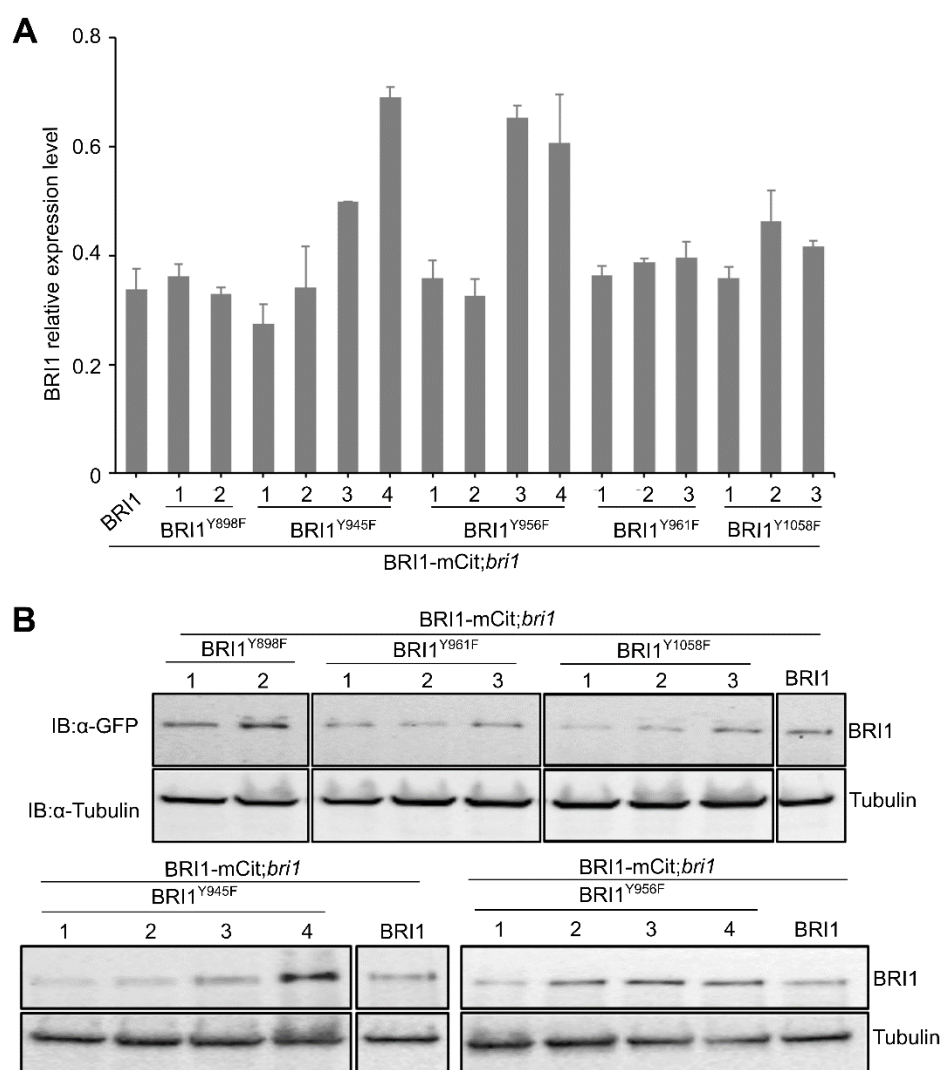 A
BRI1 relative expression level
0.8
0.6
0.4
0.2
0
BRI1 1 2 1 2 3 4 1 2 3 4 1 2 3 1 2 3
BRI1Y898F BRI1Y945F BRI1Y956F BRI1Y961F BRI1Y1058F
BRI1-mCit;bri1
B
BRI1-mCit;bri1
BRI1Y898F BRI1Y961F BRI1Y1058F
1 2 1 2 3 1 2 3 BRI1
IB:α-GFP BRI1
IB:α-Tubulin Tubulin
BRI1-mCit;bri1 BRI1-mCit;bri1
BRI1Y945F BRI1Y956F
1 2 3 4 BRI1 1 2 3 4 BRI1
BRI1
Tubulin